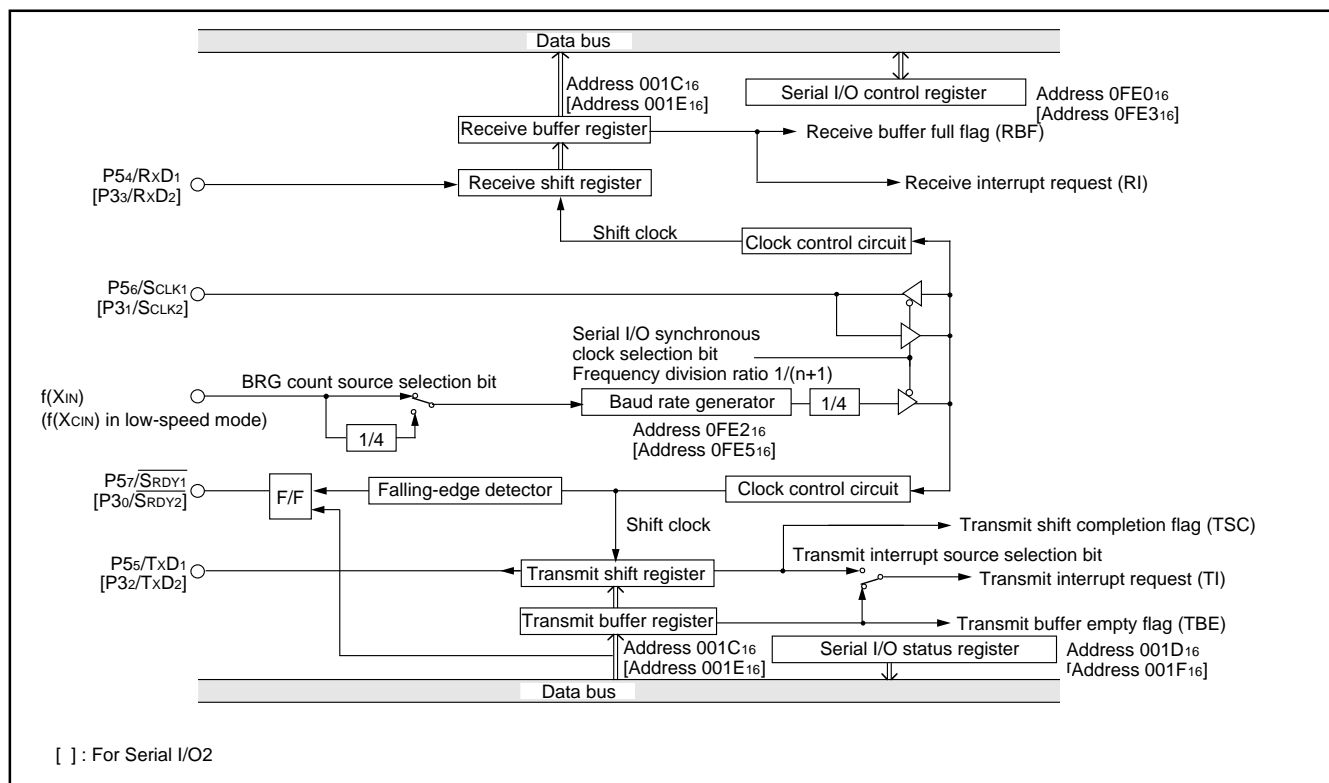 Data bus
Address 001C16
[Address 001E16]
Serial I/O control register
Address 0FE016
[Address 0FE316]
Receive buffer register
Receive buffer full flag (RBF)
P54/RXD1
[P33/RXD2]
Receive shift register
Receive interrupt request (RI)
Shift clock
Clock control circuit
P56/SCLK1
[P31/SCLK2]
Serial I/O synchronous
clock selection bit
Frequency division ratio 1/(n+1)
BRG count source selection bit
f(XIN)
(f(XCIN) in low-speed mode)
Baud rate generator
1/4
1/4
Address 0FE216
[Address 0FE516]
P57/SRDY1
[P30/SRDY2]
F/F
Falling-edge detector
Clock control circuit
Shift clock
Transmit shift completion flag (TSC)
P55/TXD1
[P32/TXD2]
Transmit shift register
Transmit interrupt source selection bit
Transmit interrupt request (TI)
Transmit buffer register
Transmit buffer empty flag (TBE)
Address 001C16
[Address 001E16]
Serial I/O status register
Address 001D16
[Address 001F16]
Data bus
[ ] : For Serial I/O2